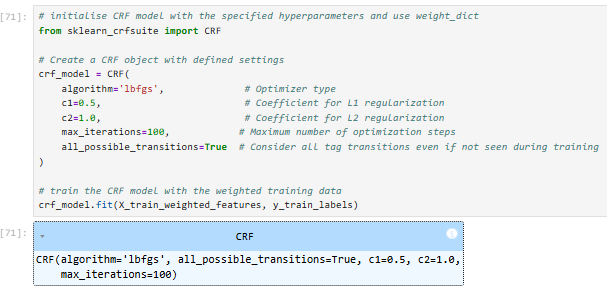 [71]:
# initialise CRF model with the specified hyperparameters and use weight_dict
from sklearn_crfsuite import CRF
# Create a CRF object with defined settings
crf_model = CRF(
    algorithm='lbfgs',             # Optimizer type
    c1=0.5,                        # Coefficient for L1 regularization
    c2=1.0,                        # Coefficient for L2 regularization
    max_iterations=100,           # Maximum number of optimization steps
    all_possible_transitions=True  # Consider all tag transitions even if not seen during training
)
# train the CRF model with the weighted training data
crf_model.fit(X_train_weighted_features, y_train_labels)
[71]:
CRF
i
CRF(algorithm='lbfgs', all_possible_transitions=True, c1=0.5, c2=1.0,
    max_iterations=100)